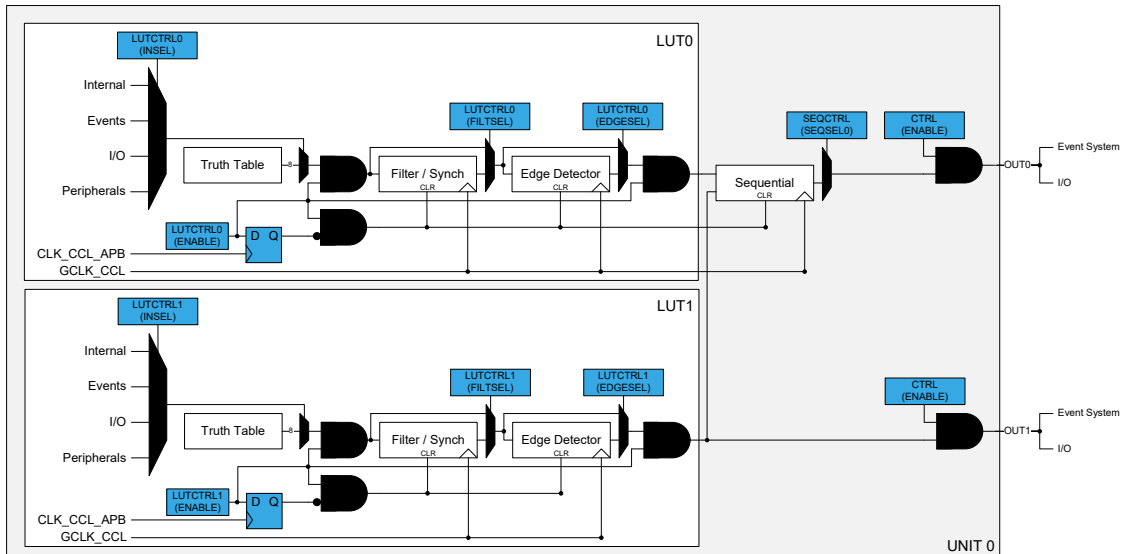 LUT0
LUTCTRL0
(INSEL)
Internal
Events
I/O
Peripherals
Truth Table
8
LUTCTRL0
(FILTSEL)
LUTCTRL0
(EDGESEL)
Filter / Synch
CLR
Edge Detector
CLR
SEQCTRL
(SEQSEL0)
Sequential
CLR
CTRL
(ENABLE)
OUT0
Event System
I/O
LUTCTRL0
(ENABLE)
D Q
CLK_CCL_APB
GCLK_CCL
LUT1
LUTCTRL1
(INSEL)
Internal
Events
I/O
Peripherals
Truth Table
8
LUTCTRL1
(FILTSEL)
LUTCTRL1
(EDGESEL)
Filter / Synch
CLR
Edge Detector
CLR
CTRL
(ENABLE)
OUT1
Event System
I/O
LUTCTRL1
(ENABLE)
D Q
CLK_CCL_APB
GCLK_CCL
UNIT 0